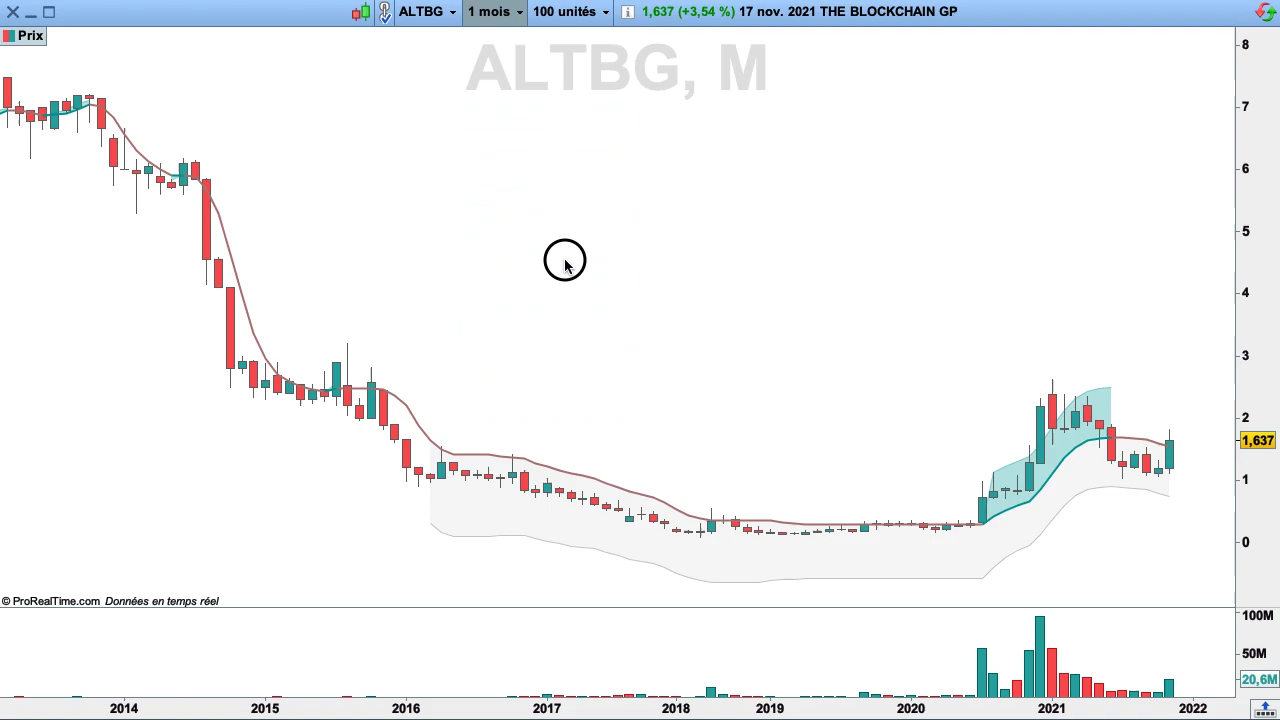 ALTBG 1 mois 100 unités 1,637 (+3,54 %) 17 nov. 2021 THE BLOCKCHAIN GP
Prix
ALTBG, M
8
7
6
5
4
3
2
1,637
1
0
© ProRealTime.com Données en temps réel
100M
50M
20,6M
2014 2015 2016 2017 2018 2019 2020 2021 2022